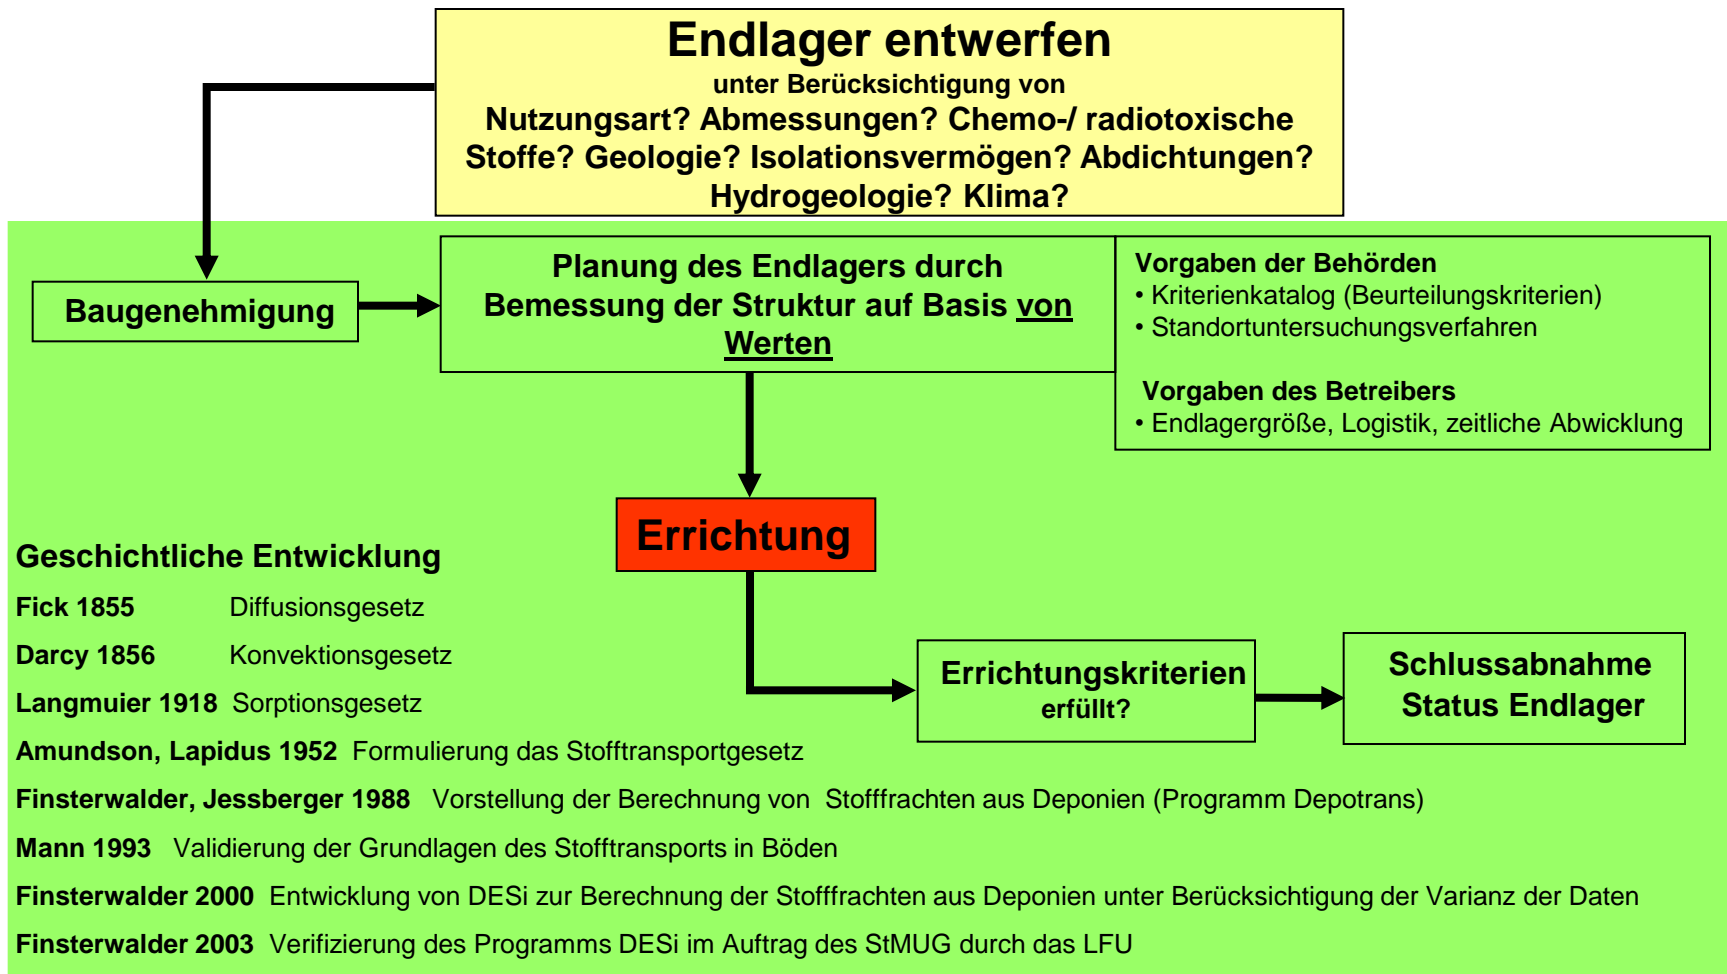 Endlager entwerfen
unter Berücksichtigung von
Nutzungsart? Abmessungen? Chemo-/ radiotoxische
Stoffe? Geologie? Isolationsvermögen? Abdichtungen?
Hydrogeologie? Klima?
Baugenehmigung
Planung des Endlagers durch
Bemessung der Struktur auf Basis von
Werten
Vorgaben der Behörden
• Kriterienkatalog (Beurteilungskriterien)
• Standortuntersuchungsverfahren
Vorgaben des Betreibers
• Endlagergröße, Logistik, zeitliche Abwicklung
Errichtung
Errichtungskriterien
erfüllt?
Schlussabnahme
Status Endlager
Geschichtliche Entwicklung
Fick 1855 Diffusionsgesetz
Darcy 1856 Konvektionsgesetz
Langmuier 1918 Sorptionsgesetz
Amundson, Lapidus 1952 Formulierung das Stofftransportgesetz
Finsterwalder, Jessberger 1988 Vorstellung der Berechnung von Stofffrachten aus Deponien (Programm Depotrans)
Mann 1993 Validierung der Grundlagen des Stofftransports in Böden
Finsterwalder 2000 Entwicklung von DESi zur Berechnung der Stofffrachten aus Deponien unter Berücksichtigung der Varianz der Daten
Finsterwalder 2003 Verifizierung des Programms DESi im Auftrag des StMUG durch das LFU